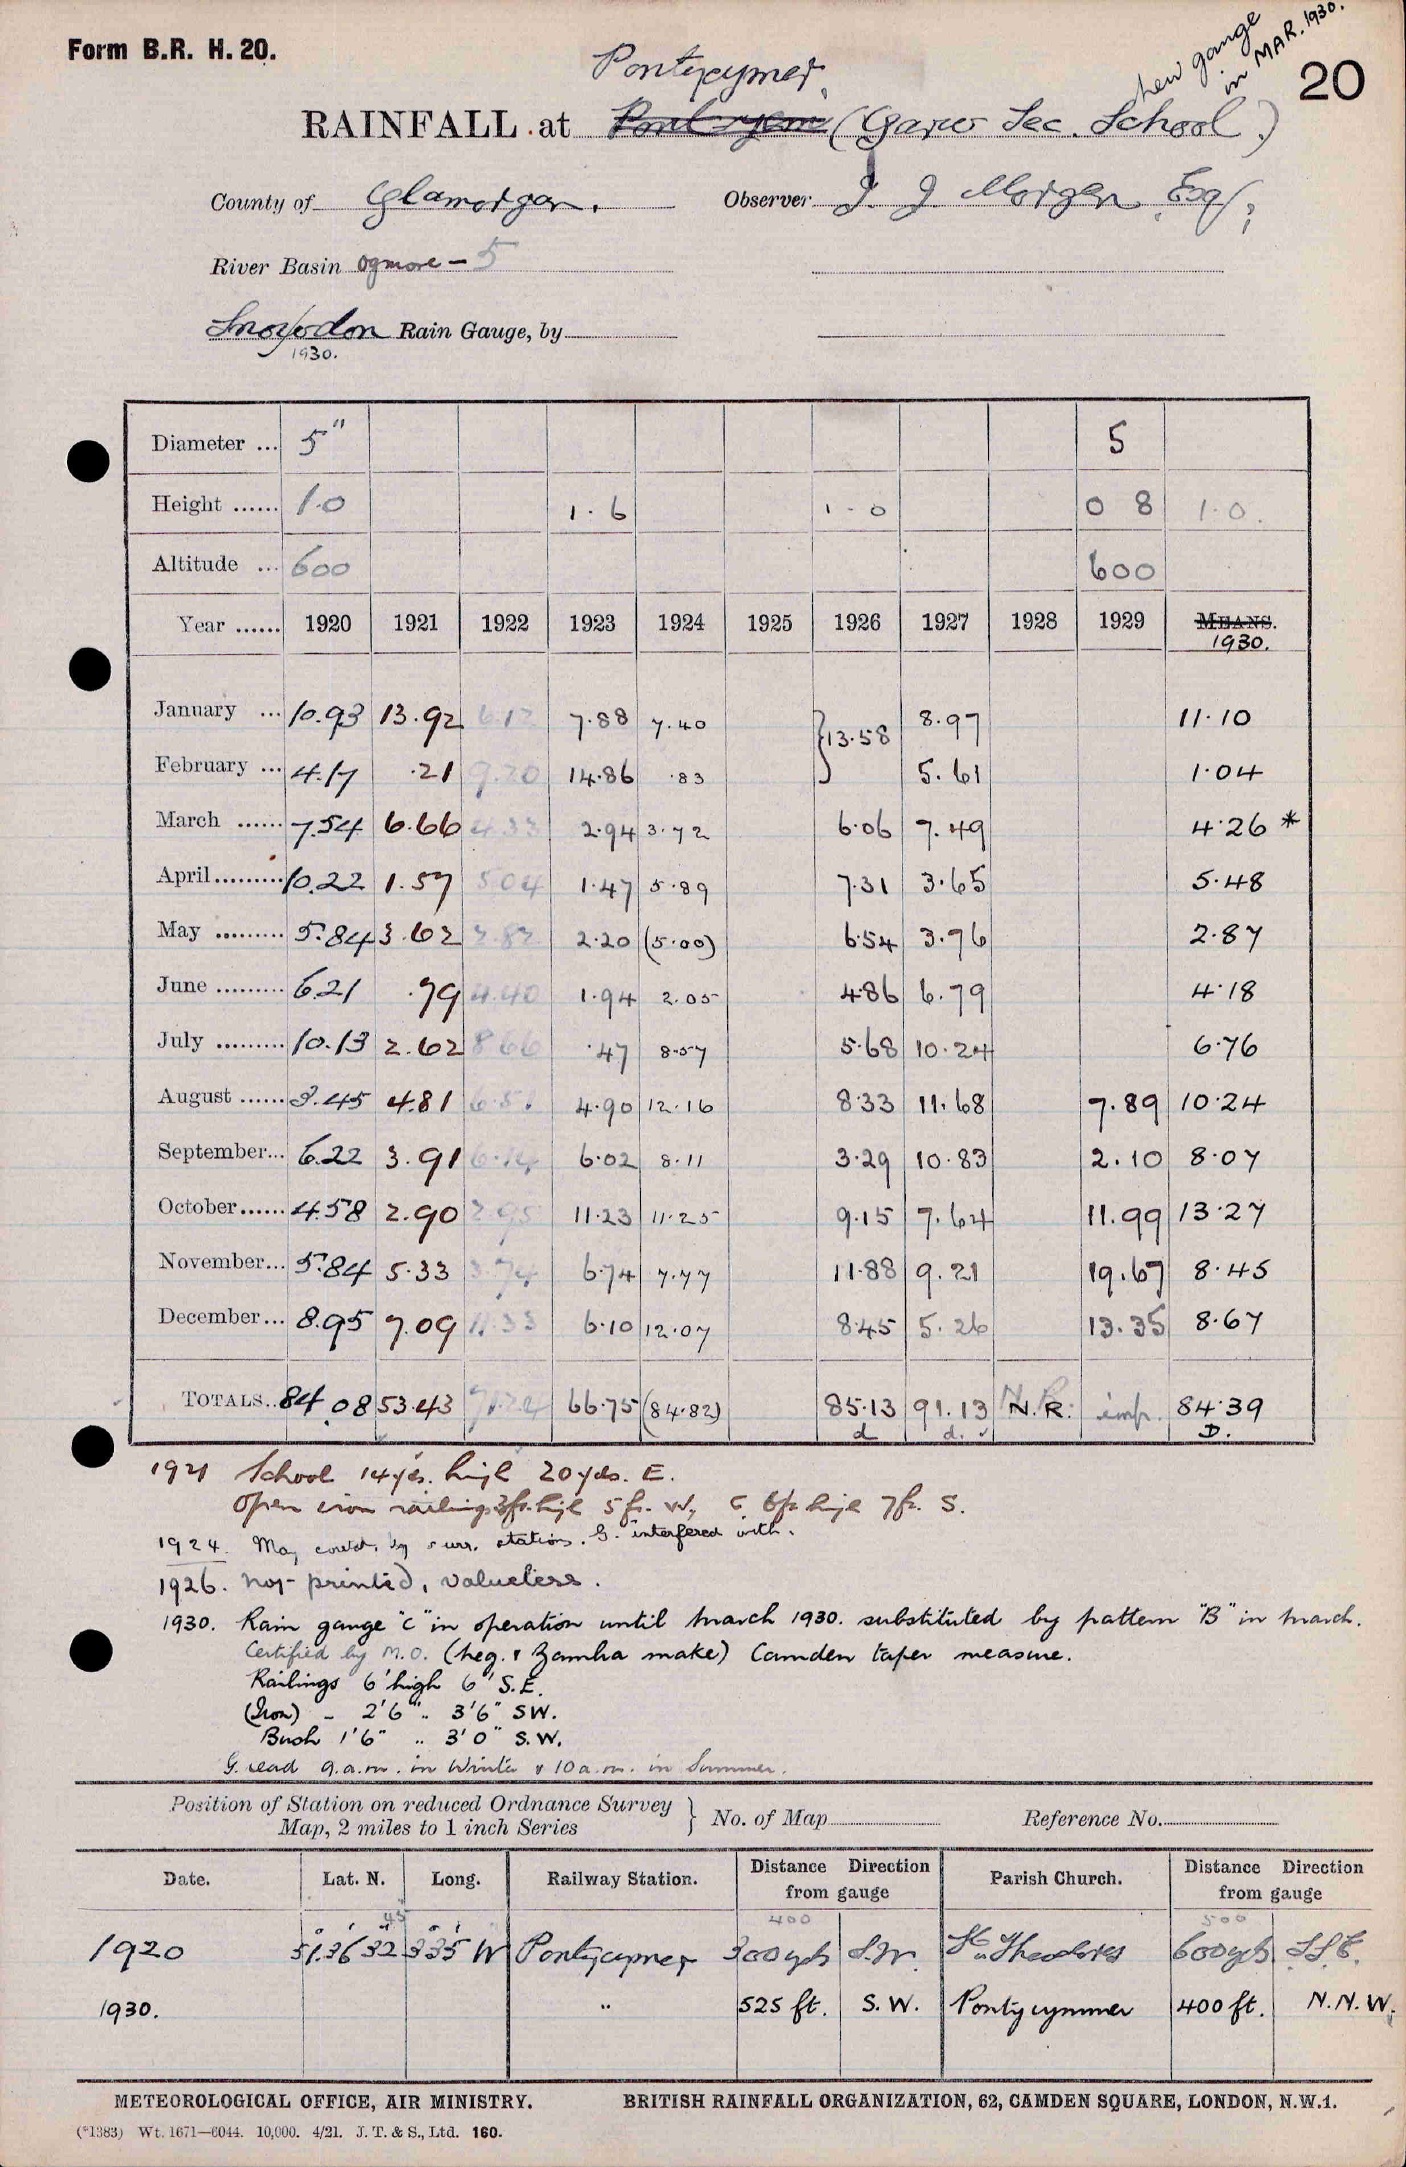 Form B.R. H. 20.
new gauge
in MAR. 1930.
20
Pontycymer,
RAINFALL at (Garw Sec. School.)
County of Glamorgan. Observer J. J. Morgan Esq;
River Basin Ogmore - 5
Snowdon Rain Gauge, by
1930.
Diameter ... 5" 5
Height ...... 1.0 1. 6 1 - 0 0 8 1.0.
Altitude ... 600 600
Year ...... 1920 1921 1922 1923 1924 1925 1926 1927 1928 1929 MEANS.
1930.
January ... 10.93 13.92 6.12 7.88 7.40 }13.58 8.97 11.10
February ... 4.17 .21 9.20 14.86 .83 5.61 1.04
March ...... 7.54 6.66 4.33 2.94 3.72 6.06 7.49 4.26 *
April......... 10.22 1.57 5.04 1.47 5.89 7.31 3.65 5.48
May ......... 5.84 3.62 2.20 (5.00) 6.54 3.76 2.87
June ......... 6.21 .79 4.40 1.94 2.05 4.86 6.79 4.18
July ......... 10.13 2.62 8.66 .47 8.57 5.68 10.24 6.76
August ...... 3.45 4.81 4.90 12.16 8.33 11.68 7.89 10.24
September... 6.22 3.91 6.02 8.11 3.29 10.83 2.10 8.07
October...... 4.58 2.90 2.95 11.23 11.25 9.15 7.64 11.99 13.27
November... 5.84 5.33 3.74 6.74 7.77 11.88 9.21 19.67 8.45
December... 8.95 7.09 11.33 6.10 12.07 8.45 5.26 13.35 8.67
TOTALS.. 84.08 53.43 66.75 (84.82) 85.13 91.13 N.R. imp. 84.39
d d. D.
1921 School 14yds. high 20yds. E.
Open iron railings 3ft. high 5ft. W, & 6ft high 7ft. S.
1924. May by surr. stations. G. interfered with.
1926. not printed, valueless.
1930. Rain gauge "C" in operation until March 1930. substituted by pattern "B" in March.
Certified by M.O. (Neg. & Zambra make) Camden taper measure.
Railings 6' high 6' S.E.
(Iron) - 2'6" .. 3'6" SW.
Bush 1'6" .. 3'0" S.W.
G. read 9.a.m. in Winter & 10 a.m. in Summer.
Position of Station on reduced Ordnance Survey
Map, 2 miles to 1 inch Series } No. of Map Reference No.
Date. Lat. N. Long. Railway Station. Distance Direction from gauge Parish Church. Distance Direction from gauge
45 400 500
1920 51° 36' 32" 3° 35' W Pontycymer 300yds S.W. St Theodores 600yds S.S.E.
1930. " 525 ft. S.W. Pontycymmer 400 ft. N.N.W.
METEOROLOGICAL OFFICE, AIR MINISTRY. BRITISH RAINFALL ORGANIZATION, 62, CAMDEN SQUARE, LONDON, N.W.1.
(*1383) Wt. 1671—6044. 10,000. 4/21. J. T. & S., Ltd. 160.